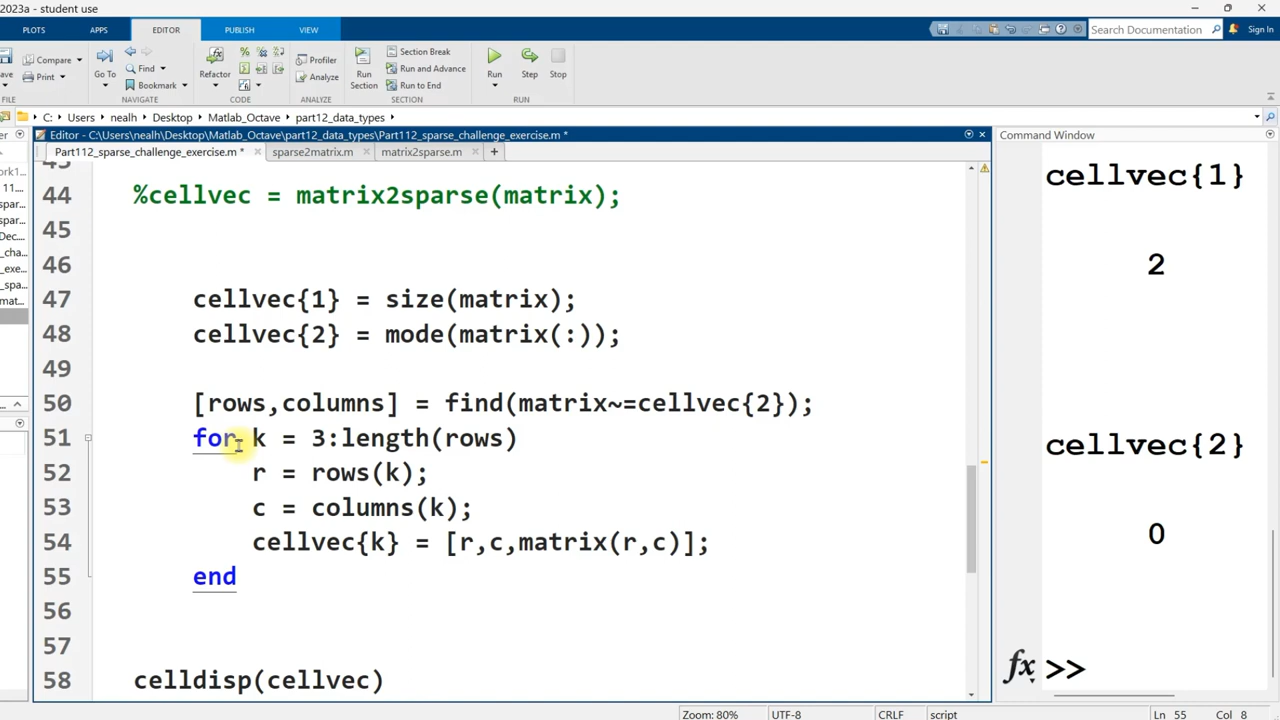 2023a - student use
PLOTS APPS EDITOR PUBLISH VIEW
Search Documentation Sign In
Compare Print
Go To Find Bookmark
Refactor
Profiler Analyze
Run Section
Section Break
Run and Advance
Run to End
Run Step Stop
FILE NAVIGATE CODE ANALYZE SECTION RUN
C: Users nealh Desktop Matlab_Octave part12_data_types
Editor - C:\Users\nealh\Desktop\Matlab_Octave\part12_data_types\Part112_sparse_challenge_exercise.m *
Part112_sparse_challenge_exercise.m * sparse2matrix.m matrix2sparse.m +
44 %cellvec = matrix2sparse(matrix);
45
46
47 cellvec{1} = size(matrix);
48 cellvec{2} = mode(matrix(:));
49
50 [rows,columns] = find(matrix~=cellvec{2});
51 for k = 3:length(rows)
52 r = rows(k);
53 c = columns(k);
54 cellvec{k} = [r,c,matrix(r,c)];
55 end
56
57
58 celldisp(cellvec)
Command Window
cellvec{1}
2
cellvec{2}
0
fx >>
Zoom: 80% UTF-8 CRLF script Ln 55 Col 8